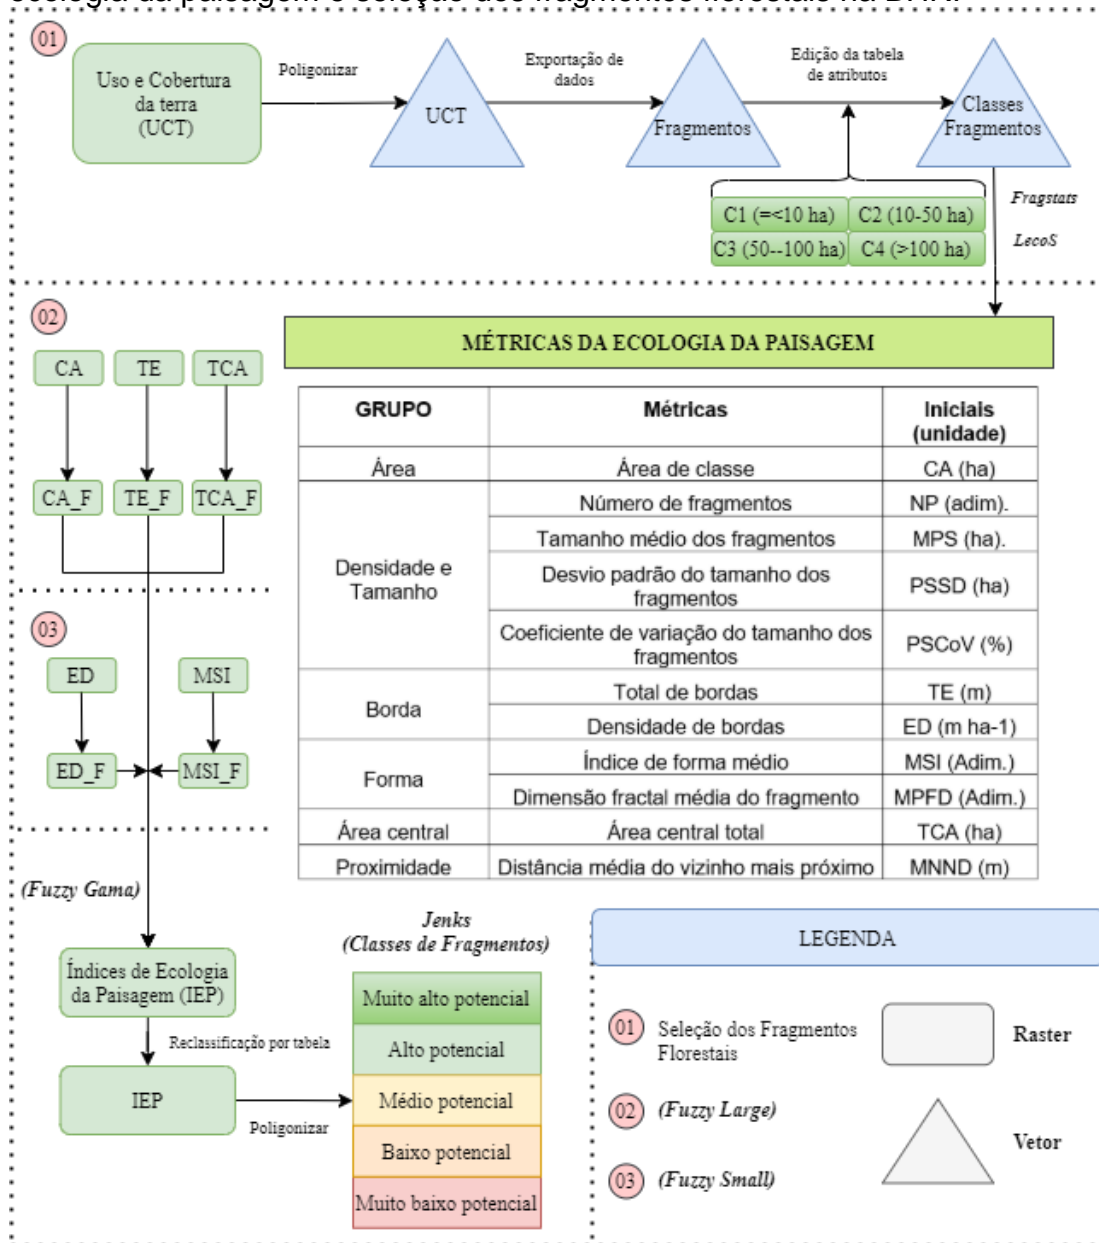 ecologia da paisagem e seleção dos fragmentos florestais na
01
Uso e Cobertura
da terra
(UCT)
Poligonizar
UCT
Exportação de
dados
Fragmentos
Edição da tabela
de atributos
Classes
Fragmentos
C1 (=<10 ha)
C2 (10-50 ha)
C3 (50--100 ha)
C4 (>100 ha)
Fragstats
LecoS
02
CA
TE
TCA
CA_F
TE_F
TCA_F
MÉTRICAS DA ECOLOGIA DA PAISAGEM
GRUPO
Métricas
Iniciais
(unidade)
Área
Área de classe
CA (ha)
Densidade e
Tamanho
Número de fragmentos
NP (adim).
Tamanho médio dos fragmentos
MPS (ha).
Desvio padrão do tamanho dos
fragmentos
PSSD (ha)
Coeficiente de variação do tamanho dos
fragmentos
PSCoV (%)
Borda
Total de bordas
TE (m)
Densidade de bordas
ED (m ha-1)
Forma
Índice de forma médio
MSI (Adim.)
Dimensão fractal média do fragmento
MPFD (Adim.)
Área central
Área central total
TCA (ha)
Proximidade
Distância média do vizinho mais próximo
MNND (m)
03
ED
MSI
ED_F
MSI_F
(Fuzzy Gama)
Índices de Ecologia
da Paisagem (IEP)
Reclassificação por tabela
IEP
Poligonizar
Jenks
(Classes de Fragmentos)
Muito alto potencial
Alto potencial
Médio potencial
Baixo potencial
Muito baixo potencial
LEGENDA
01
Seleção dos Fragmentos
Florestais
02
(Fuzzy Large)
03
(Fuzzy Small)
Raster
Vetor